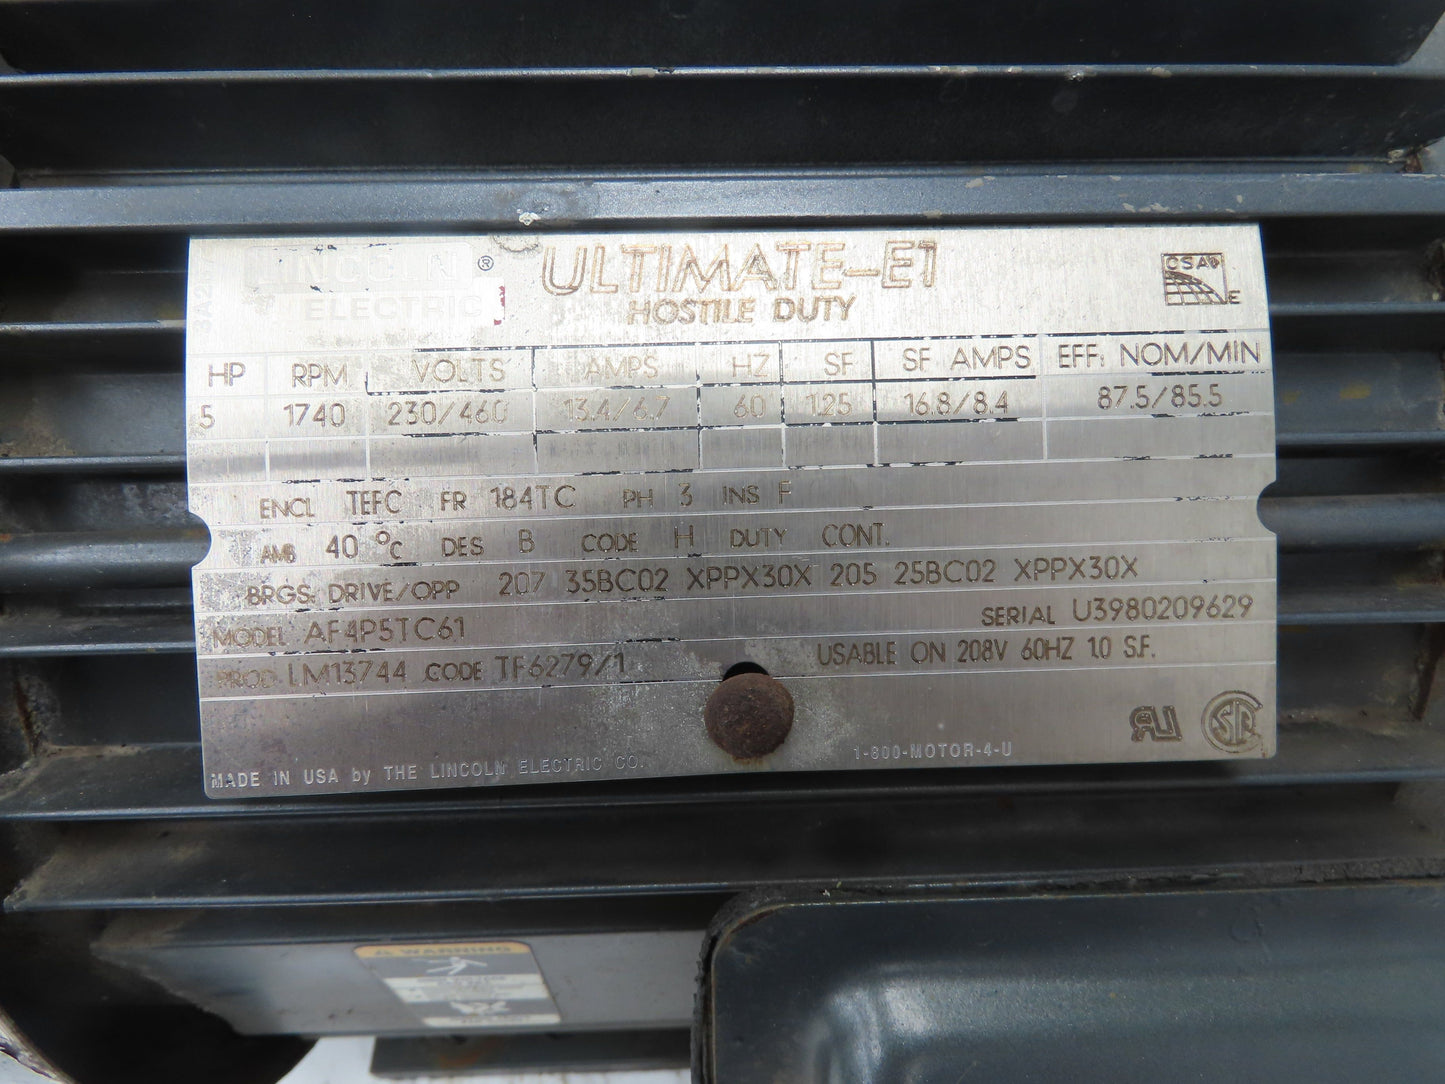 LINCOLN ® ULTIMATE-E1 CSA
ELECTRIC HOSTILE DUTY E
HP RPM VOLTS AMPS HZ SF SF AMPS EFF: NOM/MIN
5 1740 230/460 13.4/6.7 60 1.25 16.8/8.4 87.5/85.5
ENCL TEFC FR 184TC PH 3 INS F
AMB 40 °C DES B CODE H DUTY CONT.
BRGS: DRIVE/OPP 207 35BC02 XPPX30X 205 25BC02 XPPX30X
MODEL AF4P5TC61 SERIAL U3980209629
PROD. LM13744 CODE TF6279/1 USABLE ON 208V 60HZ 1.0 S.F.
MADE IN USA by THE LINCOLN ELECTRIC CO. 1-800-MOTOR-4-U
WARNING